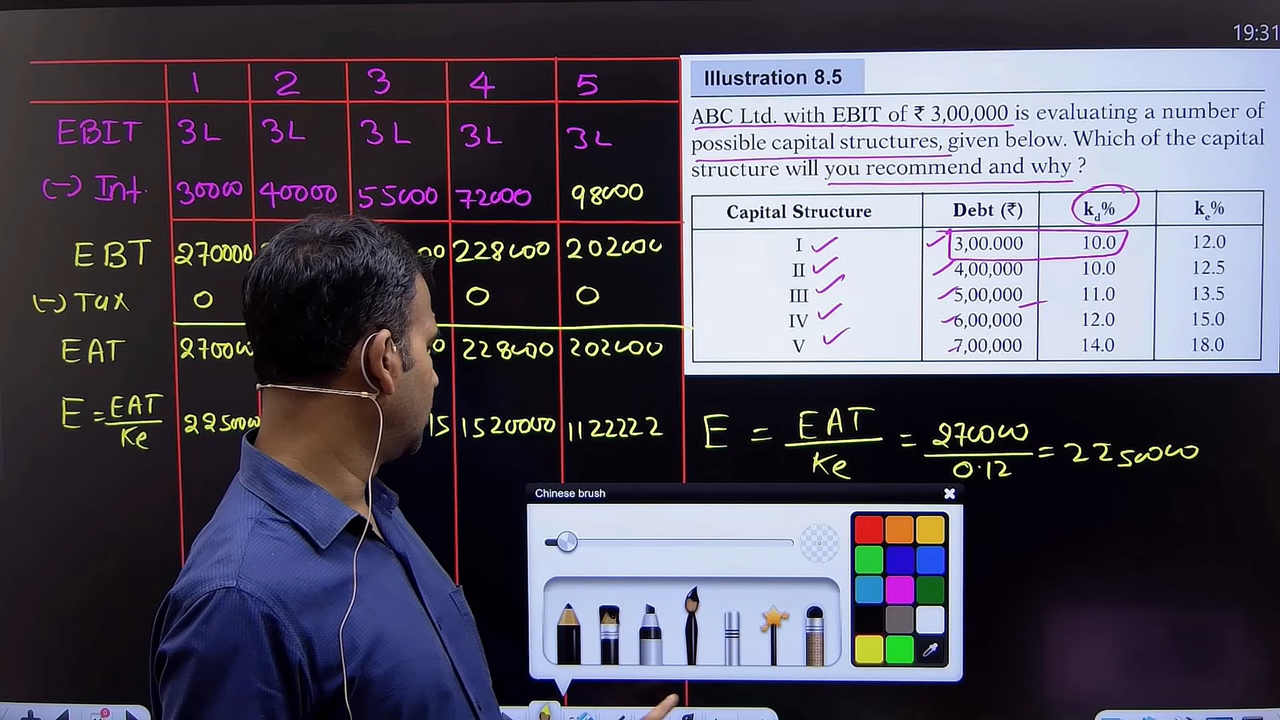 19:31
1 2 3 4 5
EBIT 3L 3L 3L 3L 3L
(-) Int. 30000 40000 55000 72000 98000
EBT 270000 228000 202000
(-) Tax 0 0 0
EAT 228000 202000
E = EAT/Ke 1520000 1122222
Illustration 8.5
ABC Ltd. with EBIT of ₹ 3,00,000 is evaluating a number of
possible capital structures, given below. Which of the capital
structure will you recommend and why ?
Capital Structure Debt (₹) kd% ke%
I 3,00.000 10.0 12.0
II 4,00,000 10.0 12.5
III 5,00,000 11.0 13.5
IV 6,00,000 12.0 15.0
V 7,00,000 14.0 18.0
E = EAT/Ke = 270000/0.12 = 2250000
Chinese brush